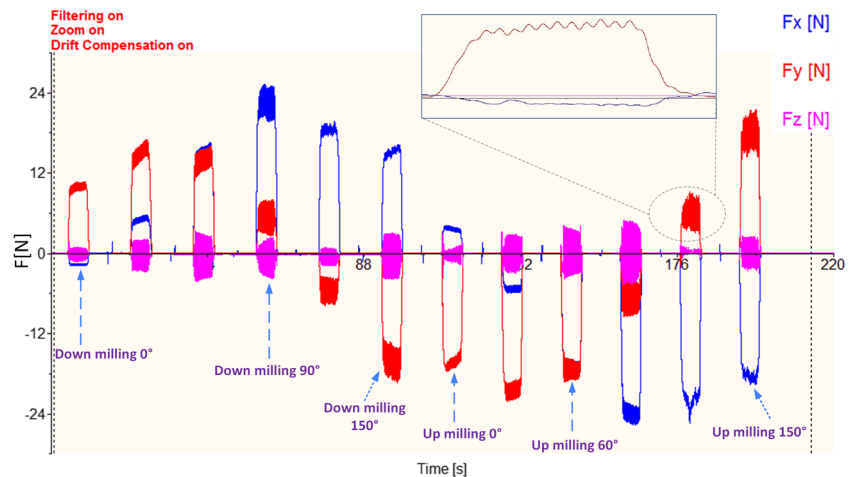 Filtering on
Zoom on
Drift Compensation on
Fx [N]
Fy [N]
Fz [N]
F[N]
24
12
0
-12
-24
88
176
220
Down milling 0°
Down milling 90°
Down milling
150°
Up milling 0°
Up milling 60°
Up milling 150°
Time [s]